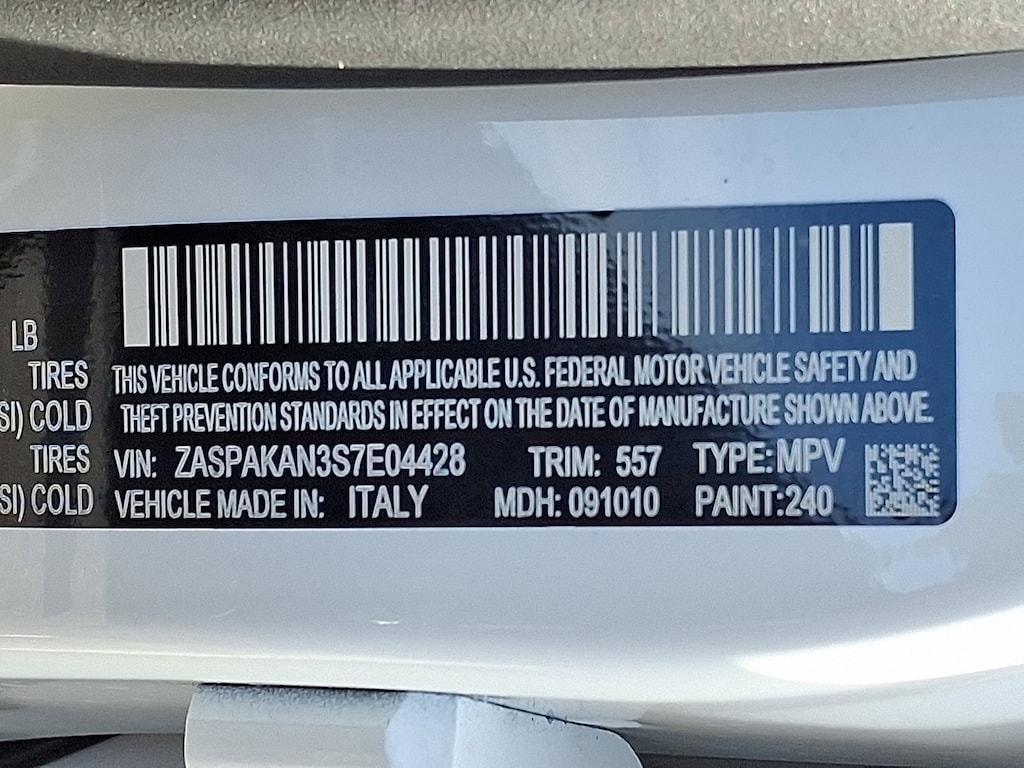 LB
TIRES THIS VEHICLE CONFORMS TO ALL APPLICABLE U.S. FEDERAL MOTOR VEHICLE SAFETY AND
SI) COLD THEFT PREVENTION STANDARDS IN EFFECT ON THE DATE OF MANUFACTURE SHOWN ABOVE.
TIRES VIN: ZASPAKAN3S7E04428 TRIM: 557 TYPE: MPV
SI) COLD VEHICLE MADE IN: ITALY MDH: 091010 PAINT:240